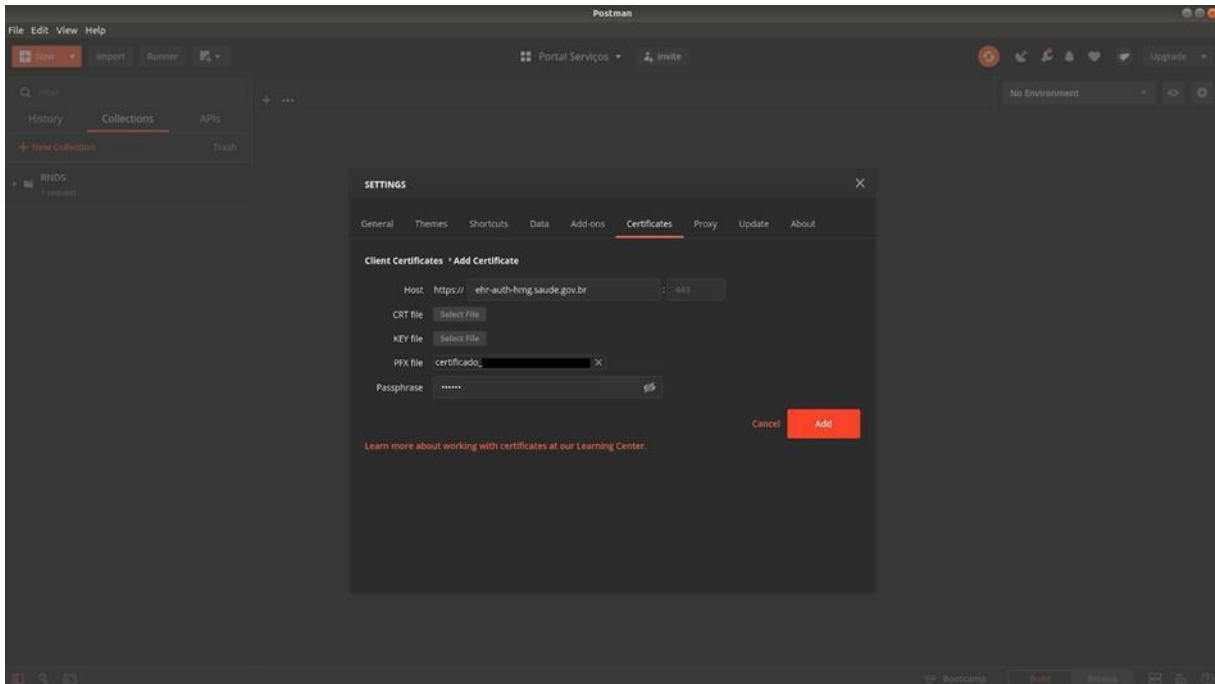 Postman
File Edit View Help
New Import Runner Portal Serviços Invite Upgrade
Filter No Environment
History Collections APIs
+ New Collection Trash
RNDS
1 request
SETTINGS
General Themes Shortcuts Data Add-ons Certificates Proxy Update About
Client Certificates Add Certificate
Host https:// ehr-auth-hmg.saude.gov.br : 443
CRT file Select File
KEY file Select File
PFX file certificado_
Passphrase ••••••
Cancel Add
Learn more about working with certificates at our Learning Center.
Bootcamp Build Browse